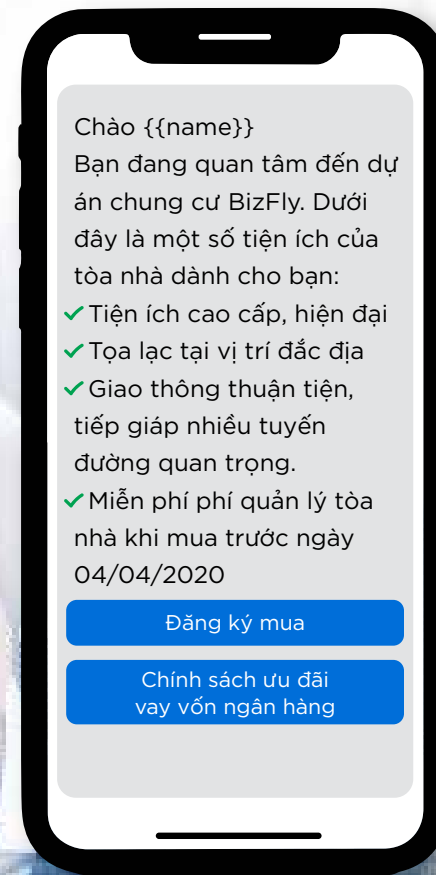 Chào {{name}}
Bạn đang quan tâm đến dự
án chung cư BizFly. Dưới
đây là một số tiện ích của
tòa nhà dành cho bạn:
Tiện ích cao cấp, hiện đại
Tọa lạc tại vị trí đắc địa
Giao thông thuận tiện,
tiếp giáp nhiều tuyến
đường quan trọng.
Miễn phí phí quản lý tòa
nhà khi mua trước ngày
04/04/2020
Đăng ký mua
Chính sách ưu đãi
vay vốn ngân hàng